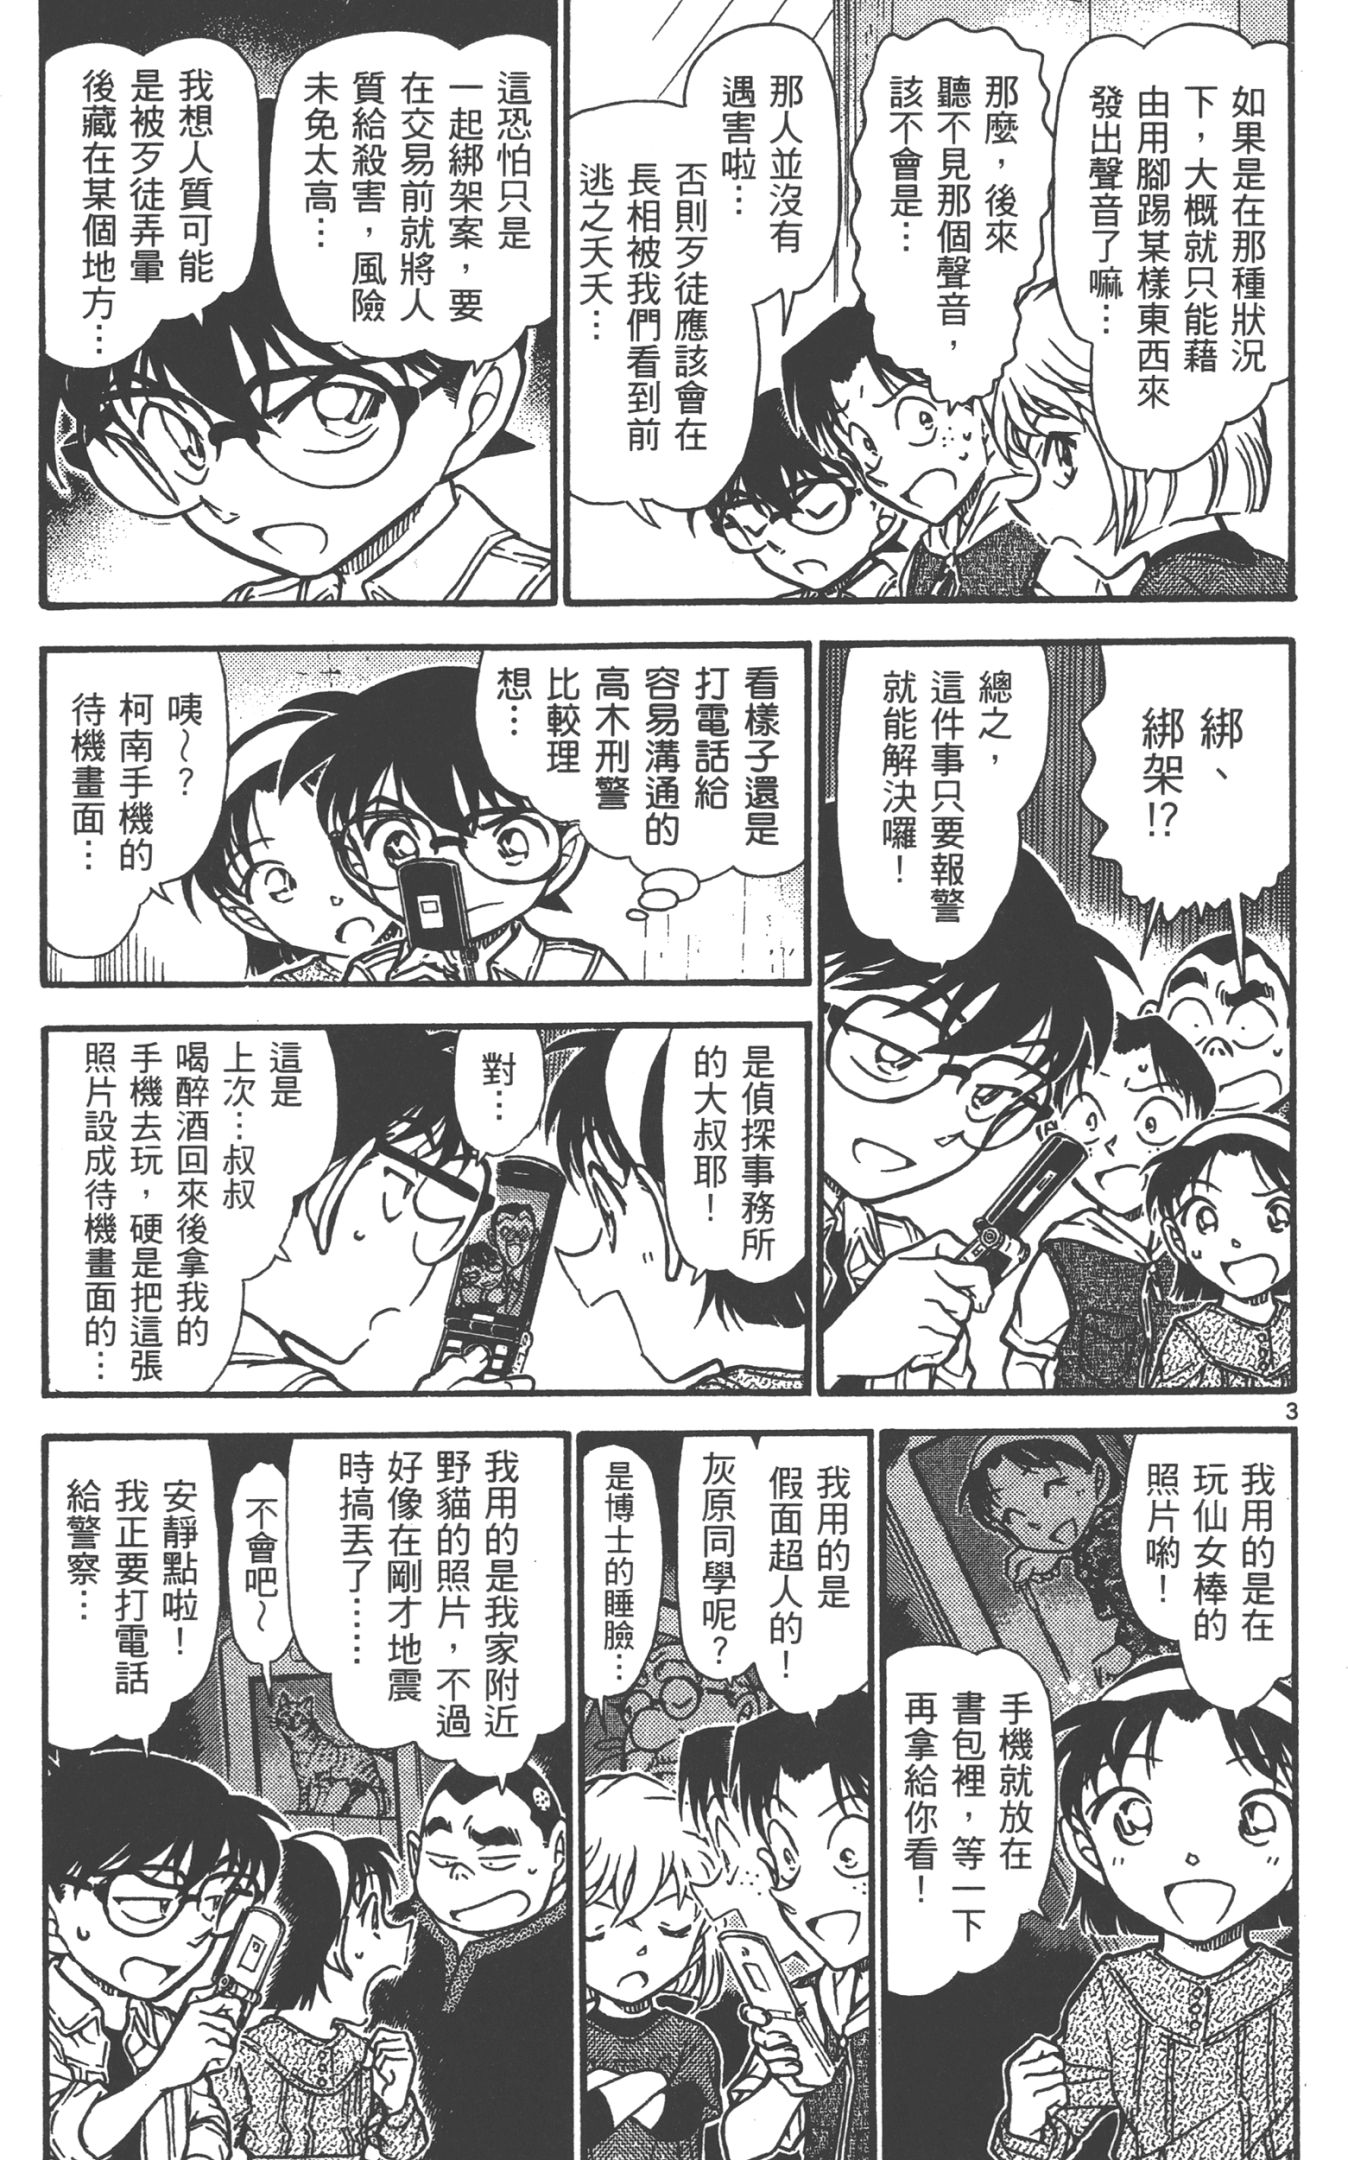 如果是在那種狀況
下，大概就只能藉
由用腳踢某樣東西來
發出聲音了嘛…
那麼，後來
聽不見那個聲音，
該不會是…
那人並沒有
遇害啦…
否則歹徒應該會在
長相被我們看到前
逃之夭夭…
這恐怕只是
一起綁架案，要
在交易前就將人
質給殺害，風險
未免太高…
我想人質可能
是被歹徒弄暈
後藏在某個地方…
綁、
綁架!?
總之，
這件事只要報警
就能解決囉！
看樣子還是
打電話給
容易溝通的
高木刑警
比較理
想…
咦～？
柯南手機的
待機畫面…
是偵探事務所
的大叔耶！
對…
這是
上次…叔叔
喝醉酒回來後拿我的
手機去玩，硬是把這張
照片設成待機畫面的…
3
我用的是在
玩仙女棒的
照片喲！
手機就放在
書包裡，等一下
再拿給你看！
我用的是
假面超人的！
灰原同學呢？
是博士的睡臉…
我用的是我家附近
野貓的照片，不過
好像在剛才地震
時搞丟了……
不會吧～
安靜點啦！
我正要打電話
給警察…